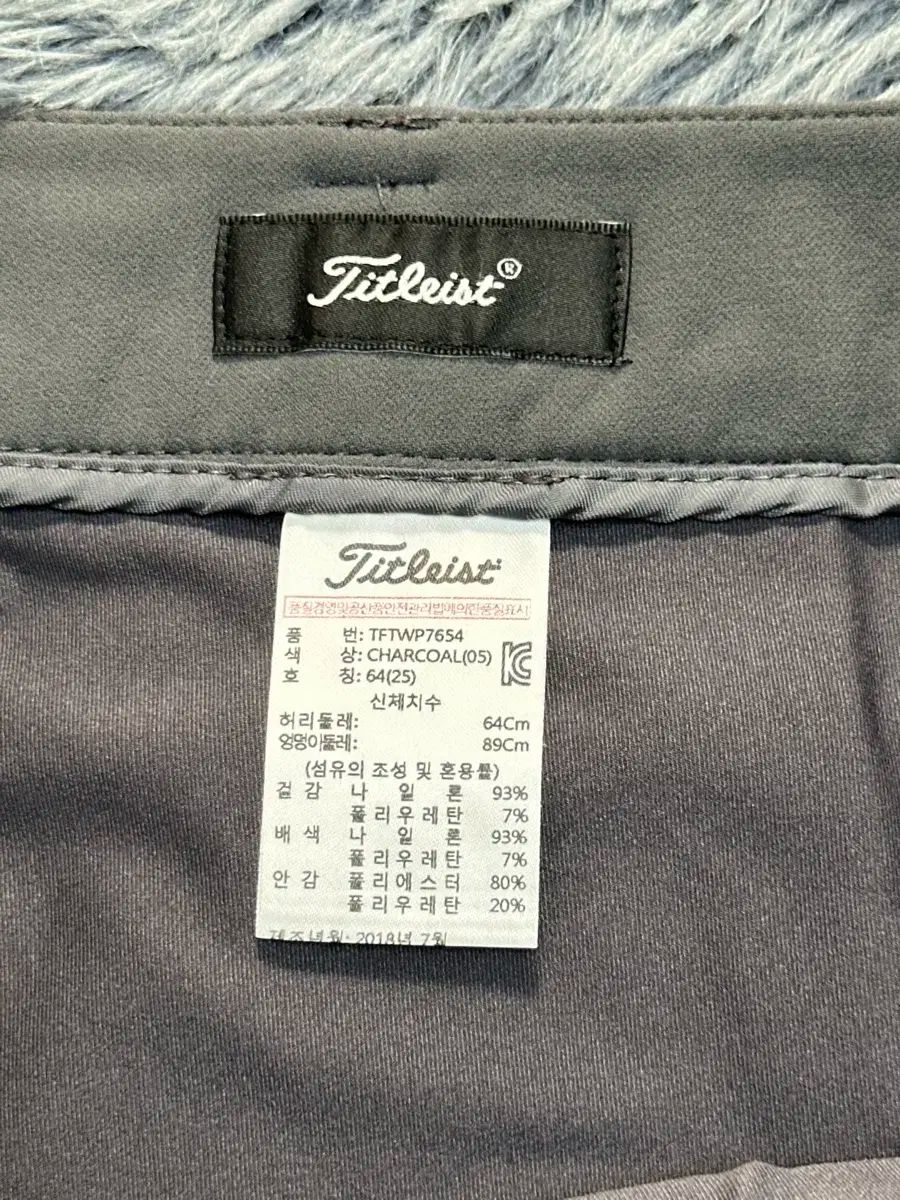 Titleist®
Titleist
품질경영및공산품안전관리법에의한품질표시
품 번: TFTWP7654
색 상: CHARCOAL(05)
호 칭: 64(25)
신체치수
허리둘레: 64Cm
엉덩이둘레: 89Cm
(섬유의 조성 및 혼용률)
겉감 나일론 93%
폴리우레탄 7%
배색 나일론 93%
폴리우레탄 7%
안감 폴리에스터 80%
폴리우레탄 20%
제조년월: 2018년 7월